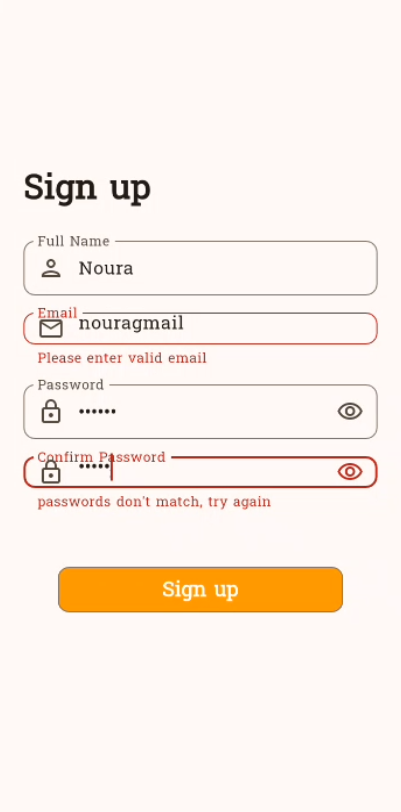 Sign up
Full Name
Noura
Email
nouragmail
Please enter valid email
Password
••••••
Confirm Password
•••••
passwords don't match, try again
Sign up